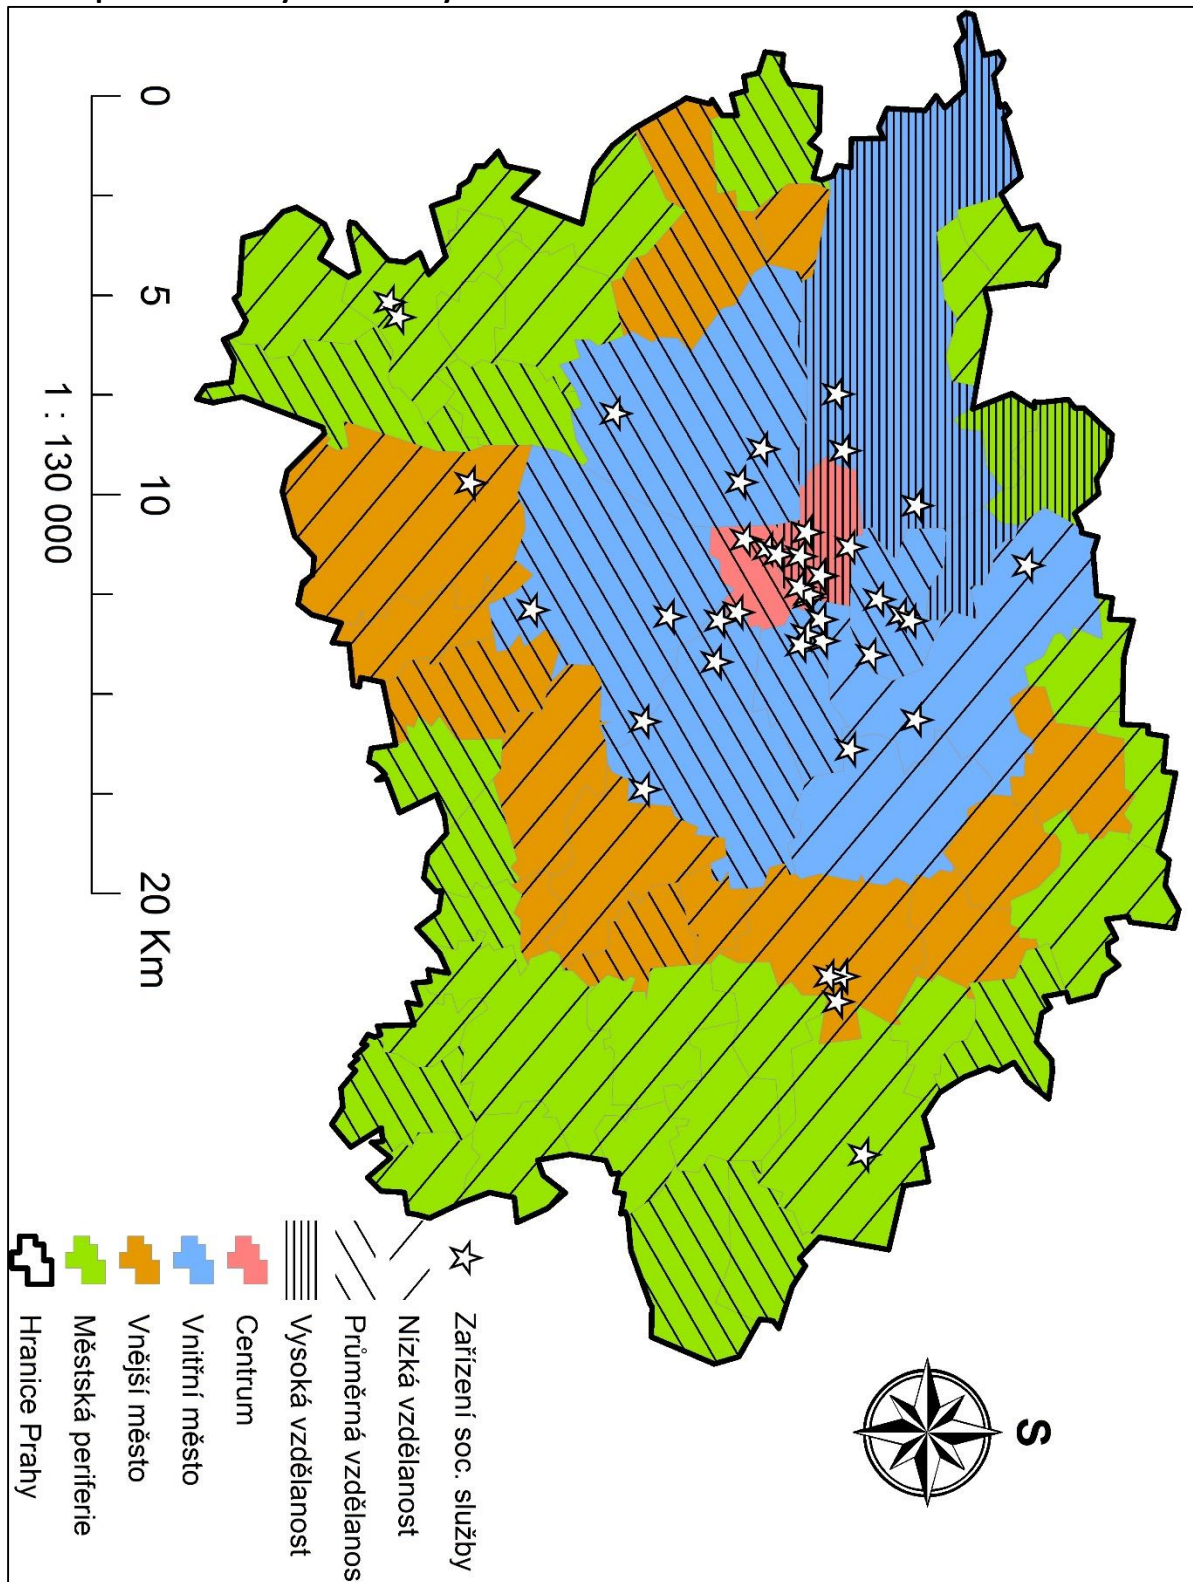 S
Zařízení soc. služby
Nízká vzdělanost
Průměrná vzdělanos
Vysoká vzdělanost
Centrum
Vnitřní město
Vnější město
Městská periferie
Hranice Prahy
0 5 10 20 Km
1 : 130 000